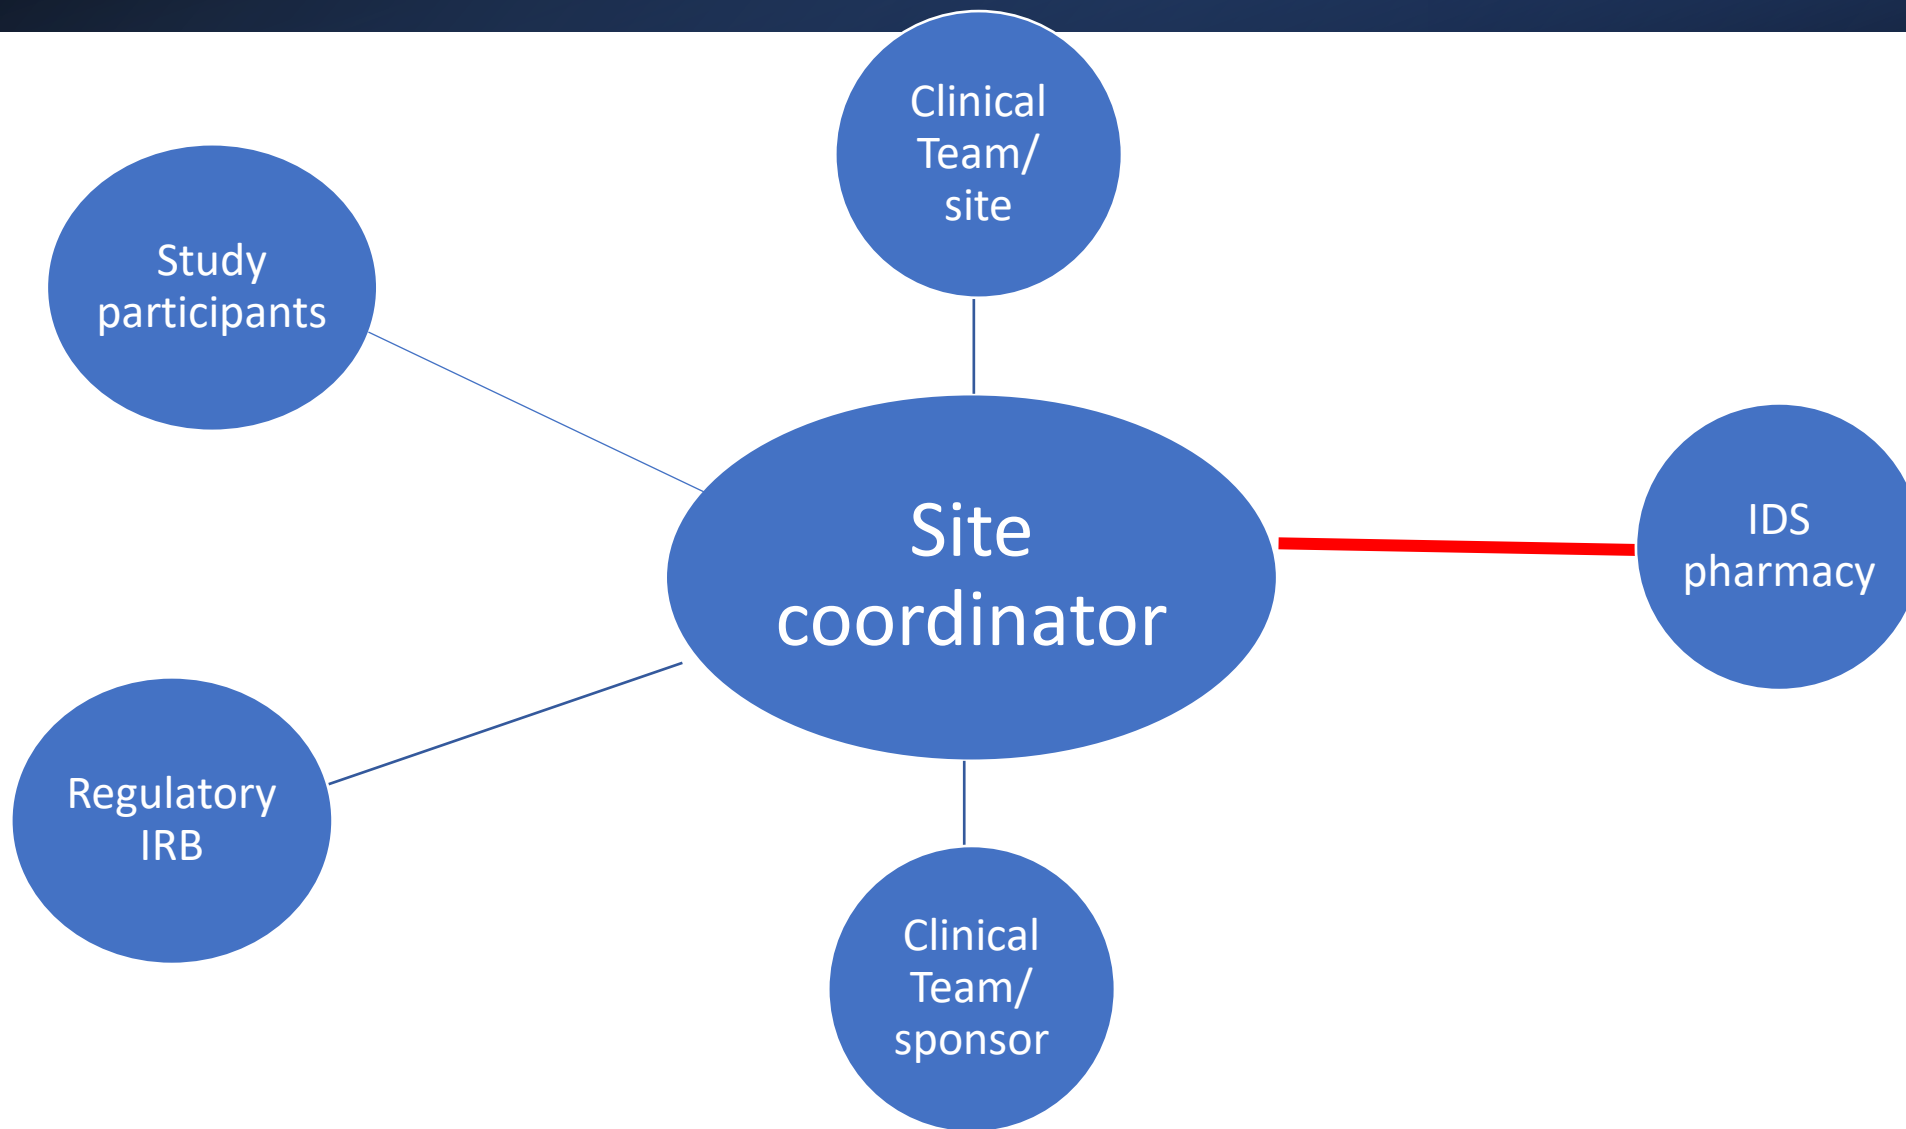 Clinical
Team/
site
Study
participants
Site
coordinator
IDS
pharmacy
Regulatory
IRB
Clinical
Team/
sponsor